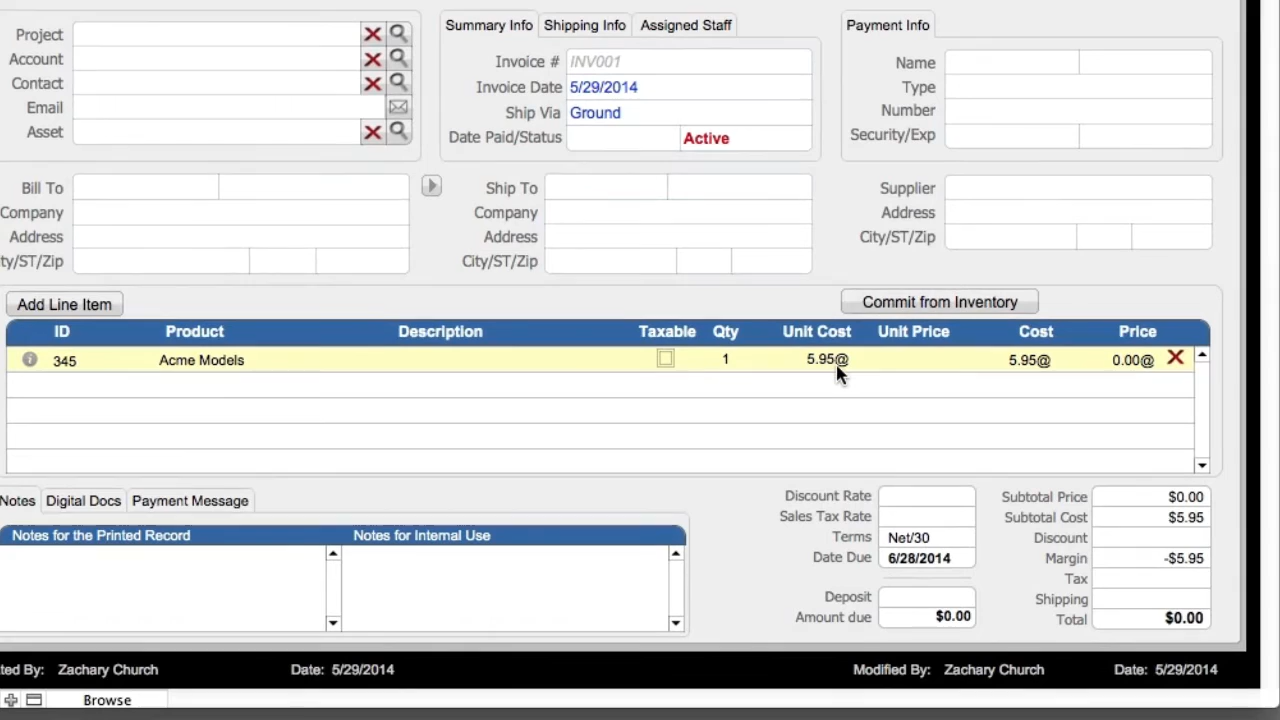 Project
Account
Contact
Email
Asset
Summary Info Shipping Info Assigned Staff
Invoice # INV001
Invoice Date 5/29/2014
Ship Via Ground
Date Paid/Status Active
Payment Info
Name
Type
Number
Security/Exp
Bill To
Company
Address
ty/ST/Zip
Ship To
Company
Address
City/ST/Zip
Supplier
Address
City/ST/Zip
Add Line Item Commit from Inventory
ID Product Description Taxable Qty Unit Cost Unit Price Cost Price
345 Acme Models 1 5.95@ 5.95@ 0.00@
Notes Digital Docs Payment Message
Notes for the Printed Record Notes for Internal Use
Discount Rate
Sales Tax Rate
Terms Net/30
Date Due 6/28/2014
Deposit
Amount due $0.00
Subtotal Price $0.00
Subtotal Cost $5.95
Discount
Margin -$5.95
Tax
Shipping
Total $0.00
ted By: Zachary Church Date: 5/29/2014 Modified By: Zachary Church Date: 5/29/2014
Browse